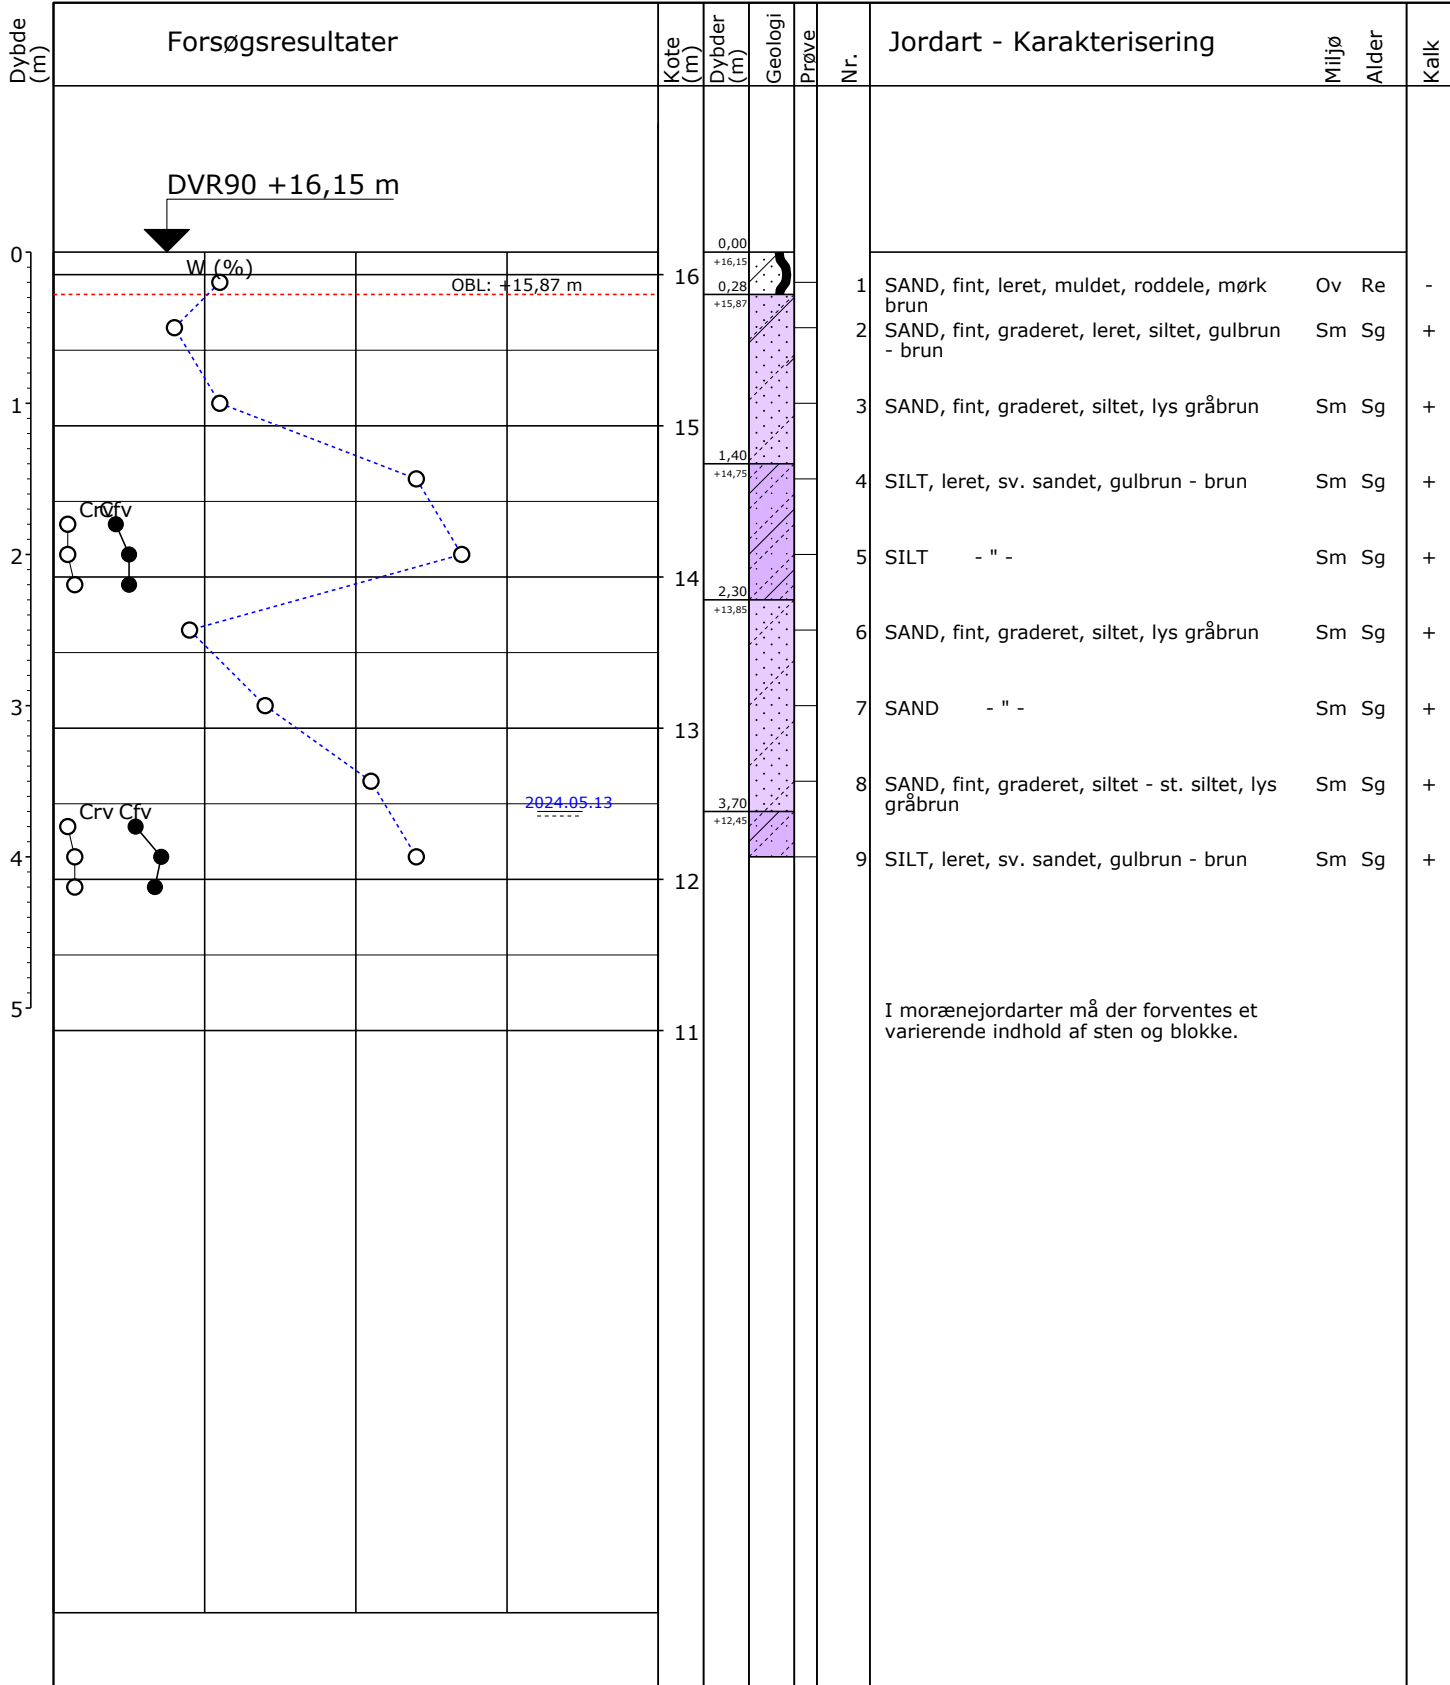 Dybde (m)
Forsøgsresultater
Kote (m)
Dybder (m)
Geologi
Prøve
Nr.
Jordart - Karakterisering
Miljø
Alder
Kalk
DVR90 +16,15 m
0
W (%)
OBL: +15,87 m
16
0,00
+16,15
0,28
+15,87
1 SAND, fint, leret, muldet, roddele, mørk Ov Re -
brun
2 SAND, fint, graderet, leret, siltet, gulbrun Sm Sg +
- brun
1
15
3 SAND, fint, graderet, siltet, lys gråbrun Sm Sg +
1,40
+14,75
4 SILT, leret, sv. sandet, gulbrun - brun Sm Sg +
Crv Cfv
2
14
5 SILT - " - Sm Sg +
2,30
+13,85
6 SAND, fint, graderet, siltet, lys gråbrun Sm Sg +
3
13
7 SAND - " - Sm Sg +
8 SAND, fint, graderet, siltet - st. siltet, lys Sm Sg +
gråbrun
2024.05.13
3,70
+12,45
Crv Cfv
4
12
9 SILT, leret, sv. sandet, gulbrun - brun Sm Sg +
5
11
I morænejordarter må der forventes et
varierende indhold af sten og blokke.